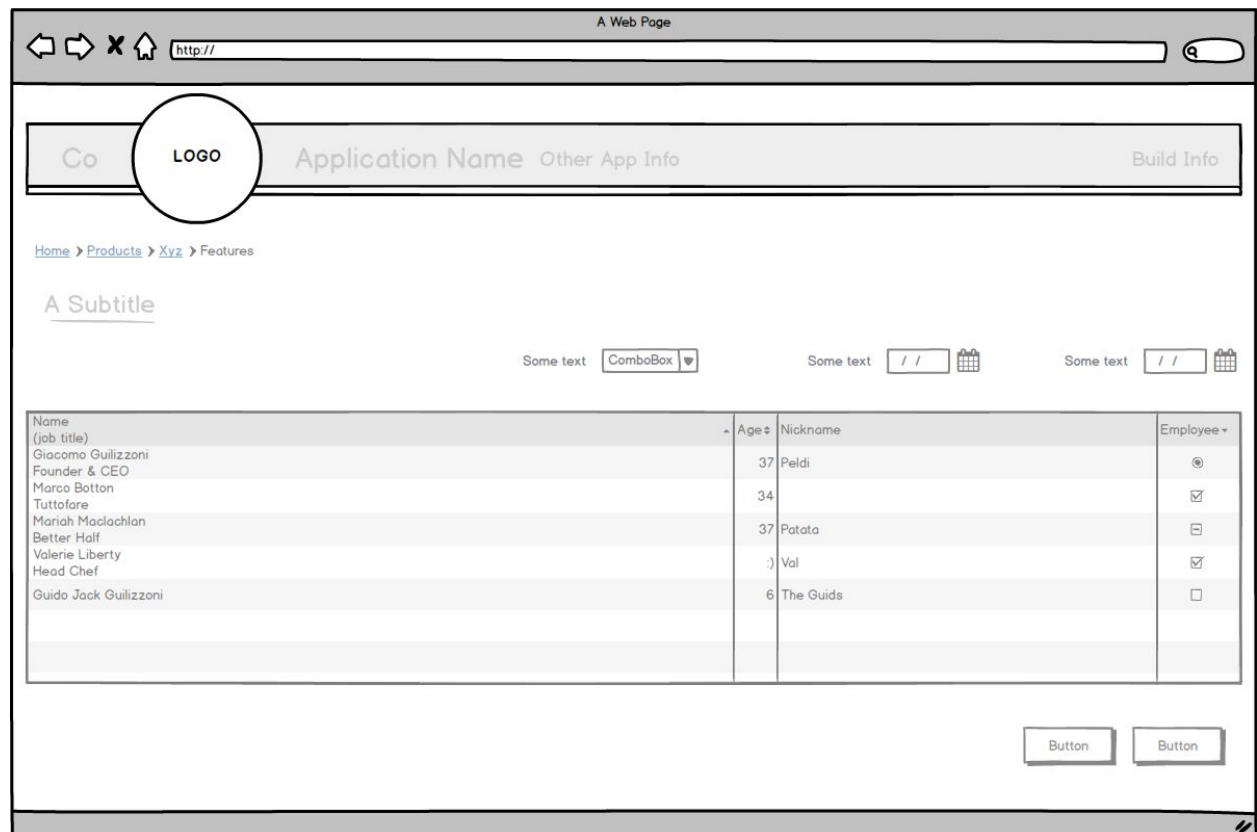 A Web Page
http://
Co LOGO Application Name Other App Info Build Info
Home > Products > Xyz > Features
A Subtitle
Some text ComboBox Some text / / Some text / /
Name
(job title) Age Nickname Employee
Giacomo Guilizzoni
Founder & CEO 37 Peldi
Marco Botton
Tuttofare 34
Mariah Maclachlan
Better Half 37 Patata
Valerie Liberty
Head Chef :) Val
Guido Jack Guilizzoni 6 The Guids
Button Button